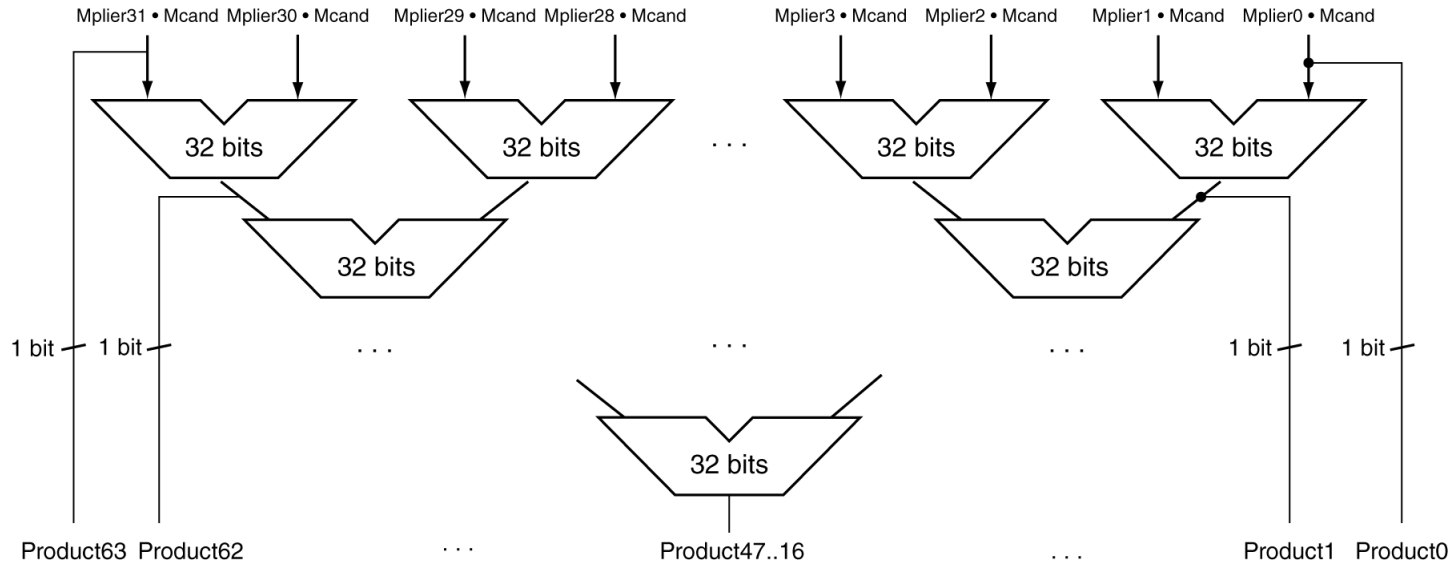 Mplier31 • Mcand Mplier30 • Mcand Mplier29 • Mcand Mplier28 • Mcand Mplier3 • Mcand Mplier2 • Mcand Mplier1 • Mcand Mplier0 • Mcand
32 bits 32 bits . . . 32 bits 32 bits
32 bits 32 bits
1 bit 1 bit . . . . . . . . . 1 bit 1 bit
32 bits
Product63 Product62 . . . Product47..16 . . . Product1 Product0